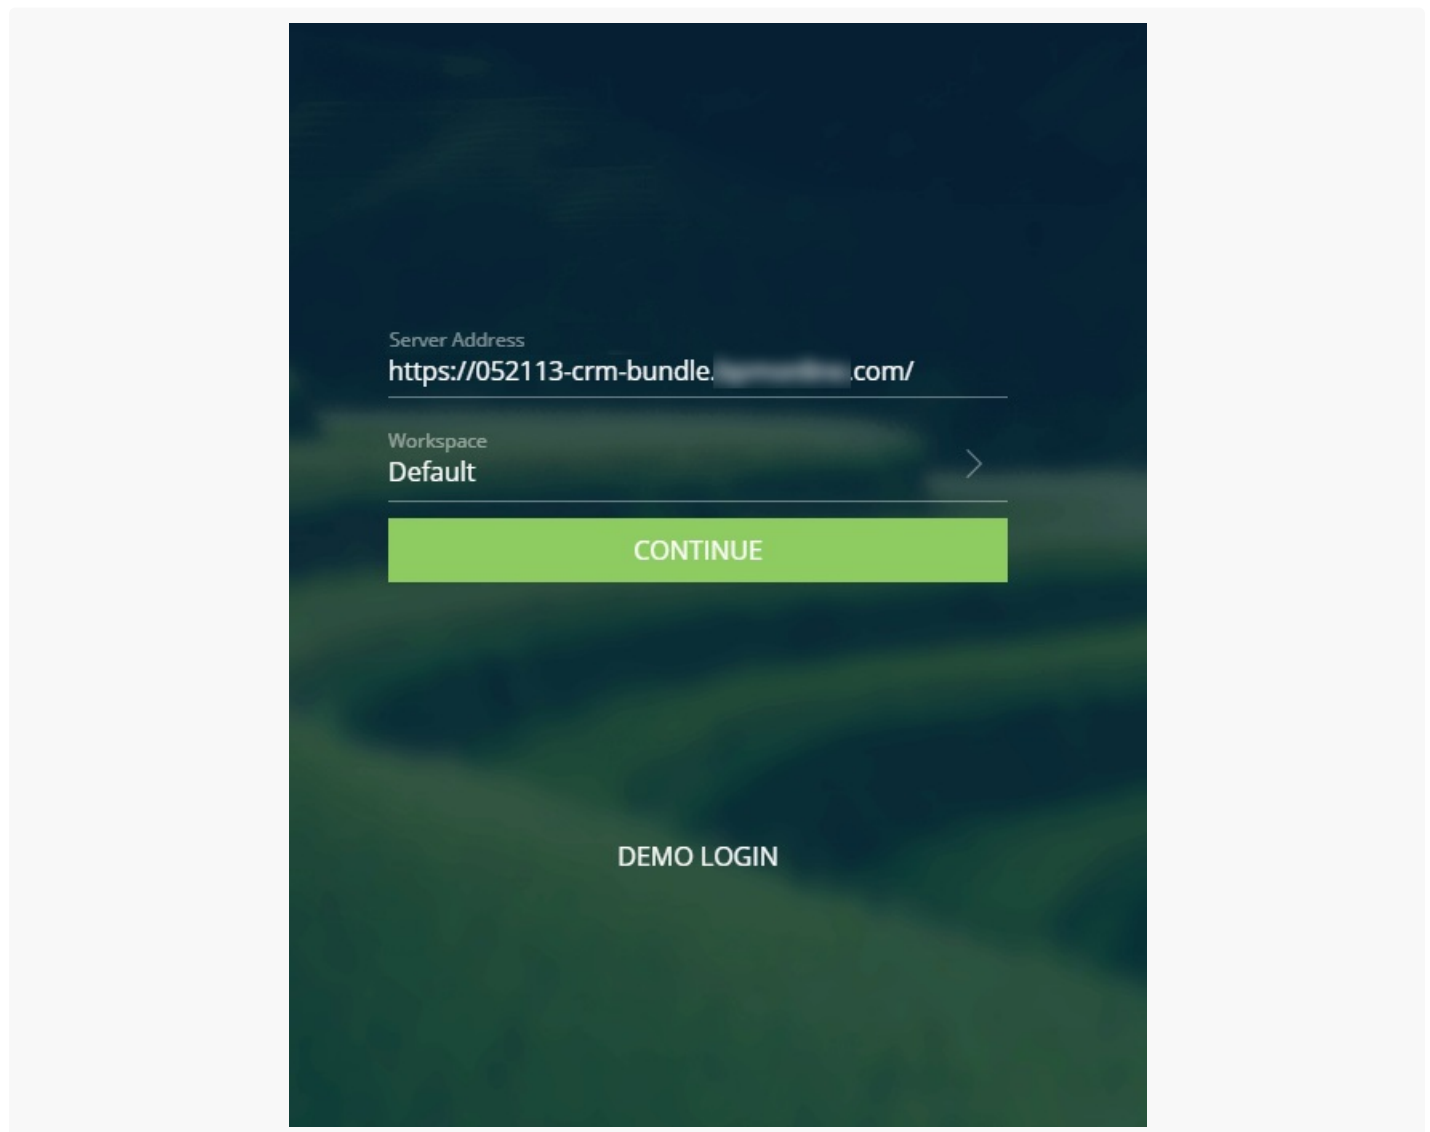 Server Address
https://052113-crm-bundle. .com/
Workspace
Default
CONTINUE
DEMO LOGIN